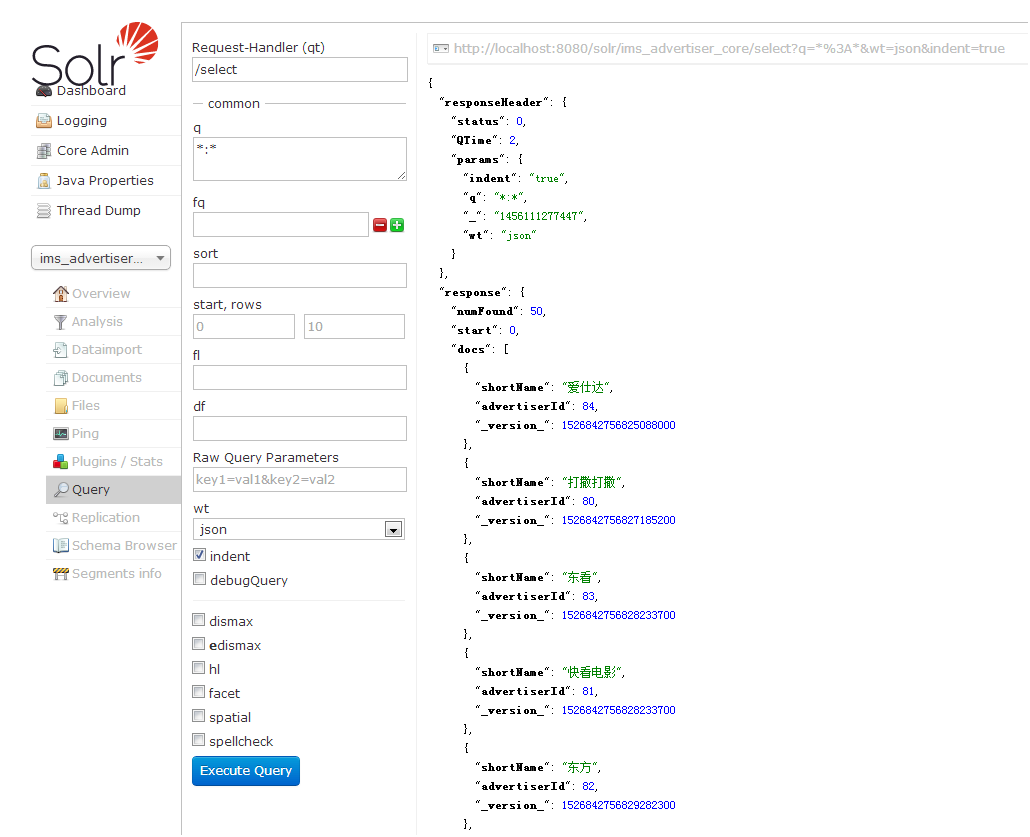 Solr
Dashboard
Logging
Core Admin
Java Properties
Thread Dump
ims_advertiser...
Overview
Analysis
Dataimport
Documents
Files
Ping
Plugins / Stats
Query
Replication
Schema Browser
Segments info
Request-Handler (qt)
/select
common
q
*:*
fq
sort
start, rows
0
10
fl
df
Raw Query Parameters
key1=val1&key2=val2
wt
json
indent
debugQuery
dismax
edismax
hl
facet
spatial
spellcheck
Execute Query
http://localhost:8080/solr/ims_advertiser_core/select?q=*%3A*&wt=json&indent=true
{
"responseHeader": {
"status": 0,
"QTime": 2,
"params": {
"indent": "true",
"q": "*:*",
"_": "1456111277447",
"wt": "json"
}
},
"response": {
"numFound": 50,
"start": 0,
"docs": [
{
"shortName": "爱仕达",
"advertiserId": 84,
"_version_": 1526842756825088000
},
{
"shortName": "打撒打撒",
"advertiserId": 80,
"_version_": 1526842756827185200
},
{
"shortName": "东看",
"advertiserId": 83,
"_version_": 1526842756828233700
},
{
"shortName": "快看电影",
"advertiserId": 81,
"_version_": 1526842756828233700
},
{
"shortName": "东方",
"advertiserId": 82,
"_version_": 1526842756829282300
},